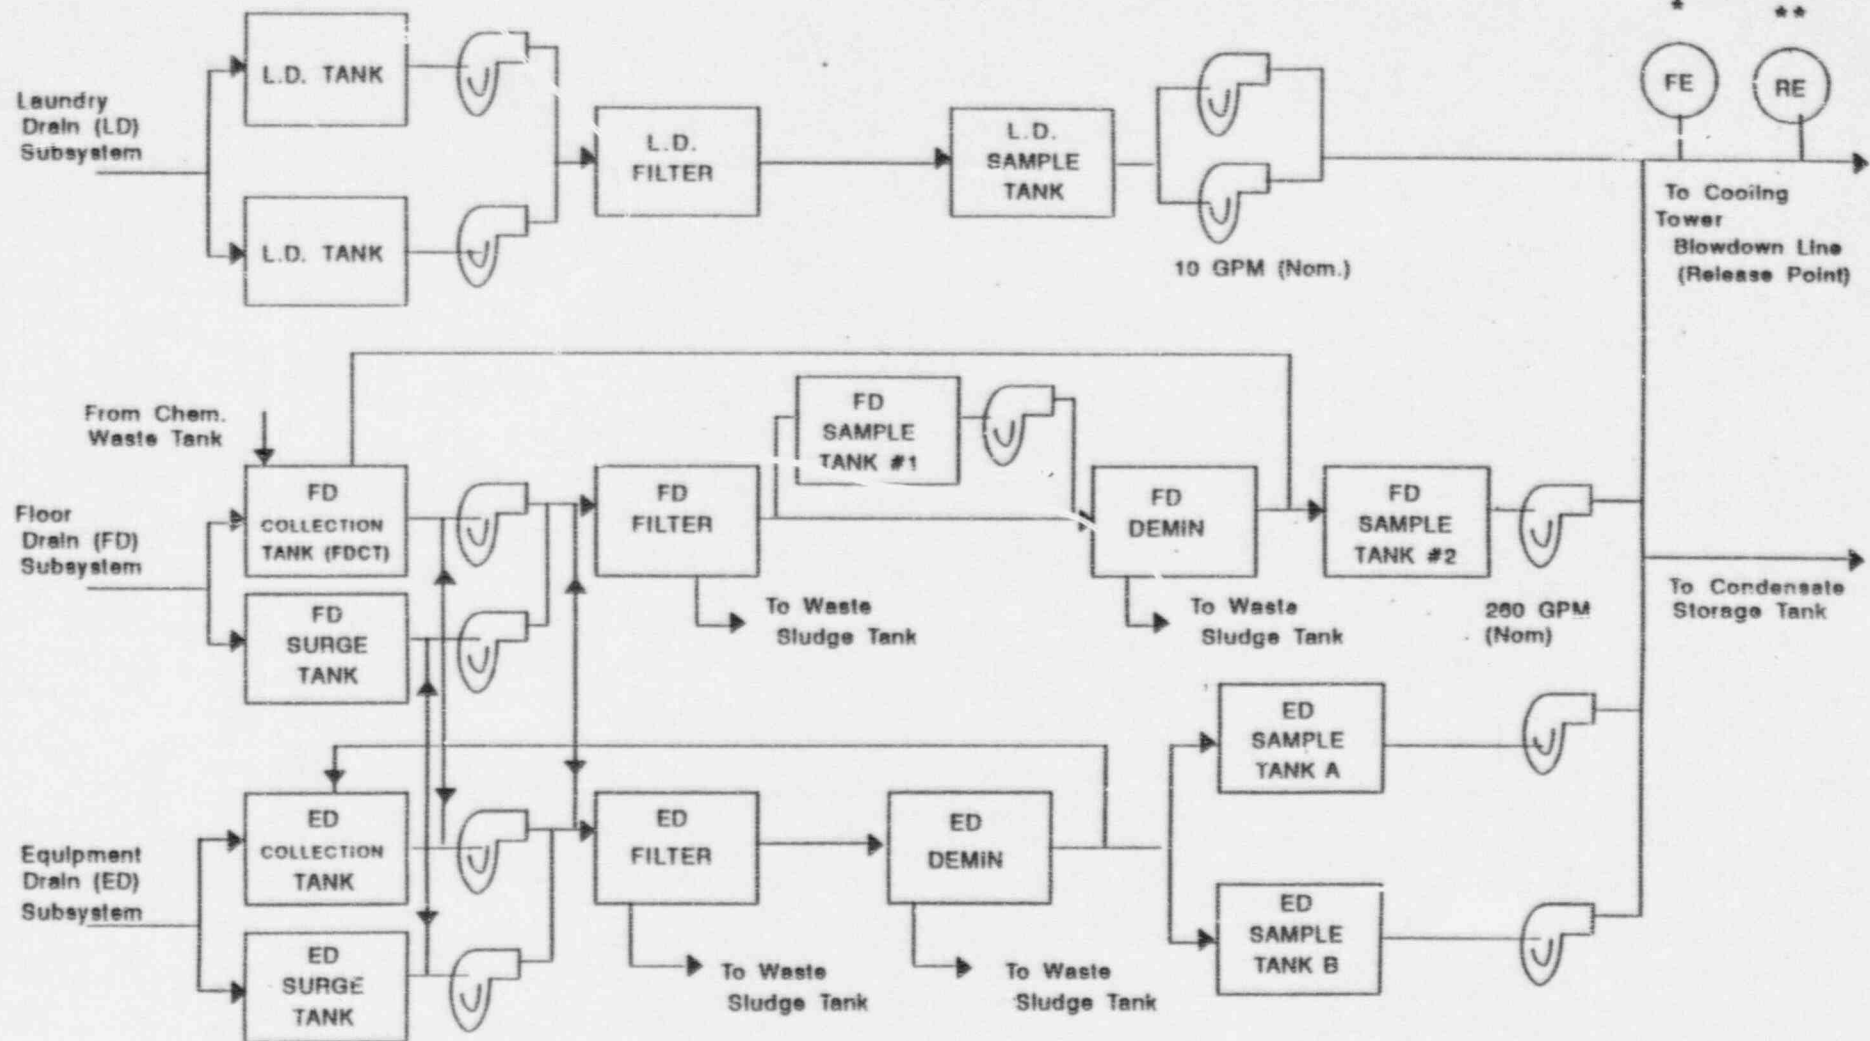 *
**
FE
RE
Laundry
Drain (LD)
Subsystem
L.D. TANK
L.D. TANK
L.D.
FILTER
L.D.
SAMPLE
TANK
10 GPM (Nom.)
To Cooling
Tower
Blowdown Line
(Release Point)
From Chem.
Waste Tank
Floor
Drain (FD)
Subsystem
FD
COLLECTION
TANK (FDCT)
FD
SURGE
TANK
FD
FILTER
To Waste
Sludge Tank
FD
SAMPLE
TANK #1
FD
DEMIN
To Waste
Sludge Tank
FD
SAMPLE
TANK #2
260 GPM
(Nom)
To Condensate
Storage Tank
Equipment
Drain (ED)
Subsystem
ED
COLLECTION
TANK
ED
SURGE
TANK
ED
FILTER
To Waste
Sludge Tank
ED
DEMIN
To Waste
Sludge Tank
ED
SAMPLE
TANK A
ED
SAMPLE
TANK B